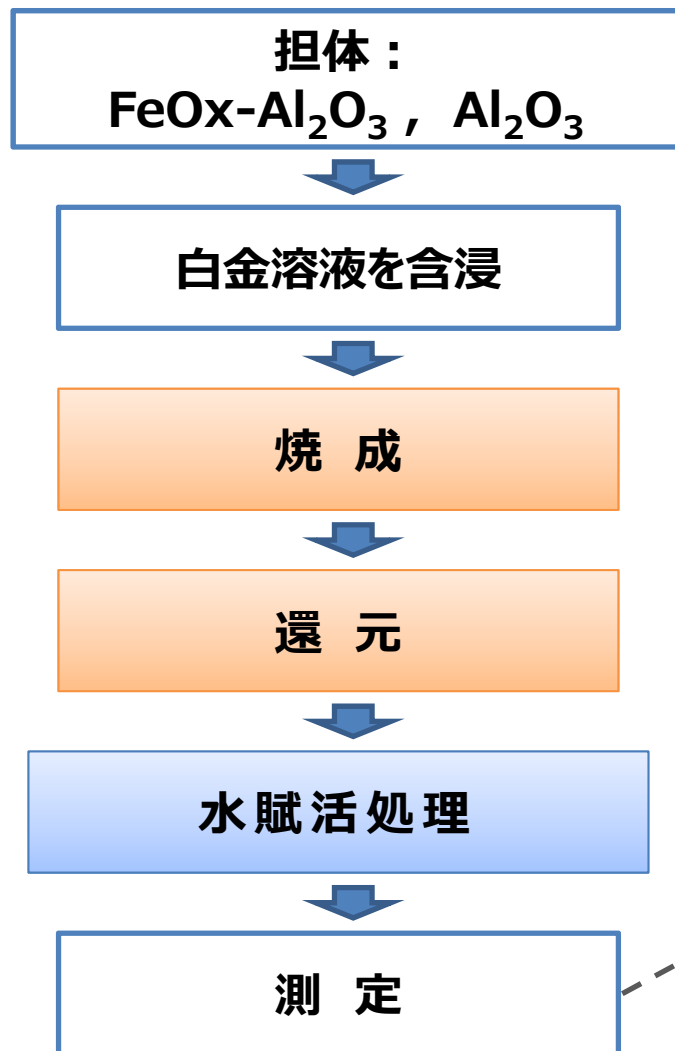 担体：
FeOx-Al₂O₃ , Al₂O₃
白金溶液を含浸
焼 成
還 元
水賦活処理
測 定